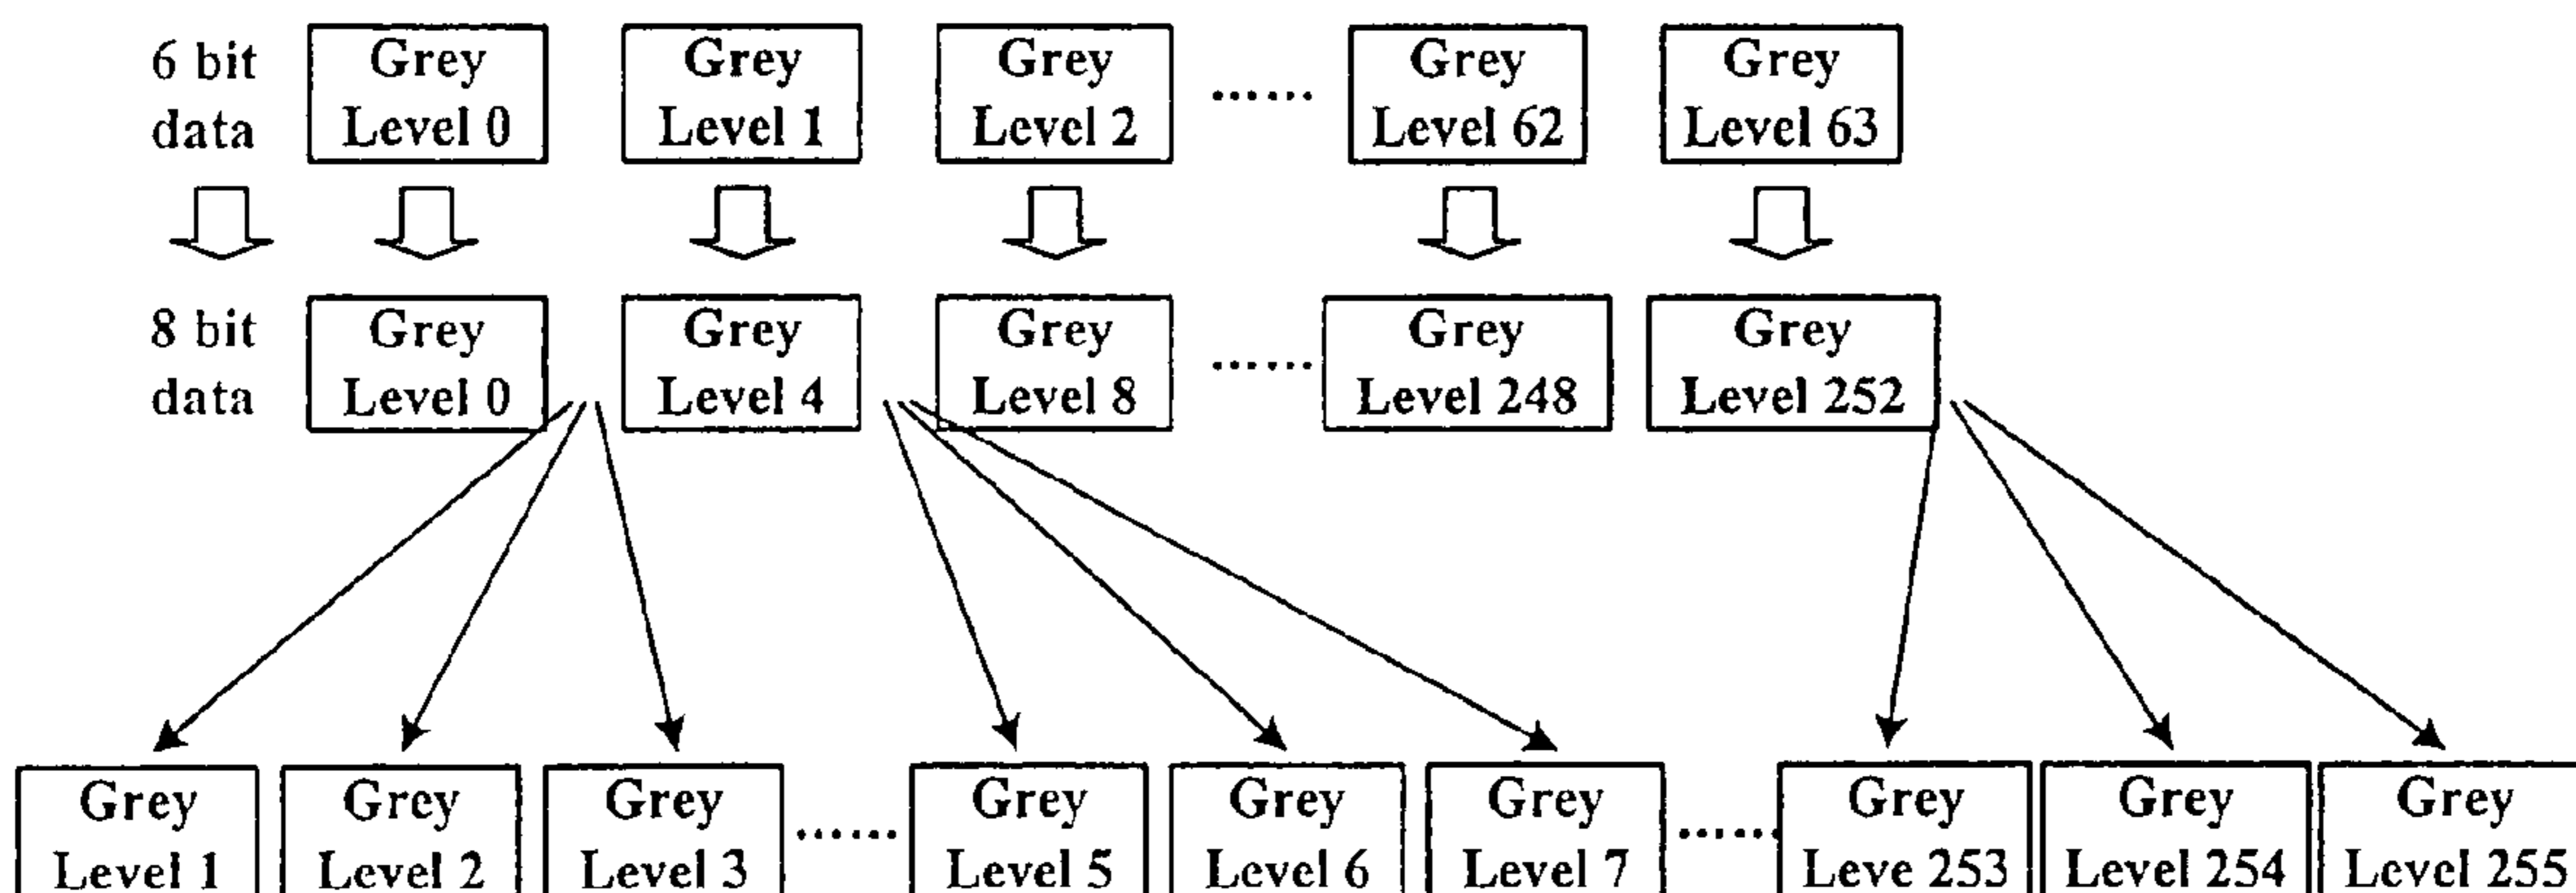 6 bit data
Grey Level 0
Grey Level 1
Grey Level 2
......
Grey Level 62
Grey Level 63
8 bit data
Grey Level 0
Grey Level 4
Grey Level 8
......
Grey Level 248
Grey Level 252
Grey Level 1
Grey Level 2
Grey Level 3
......
Grey Level 5
Grey Level 6
Grey Level 7
......
Grey Leve 253
Grey Level 254
Grey Level 255